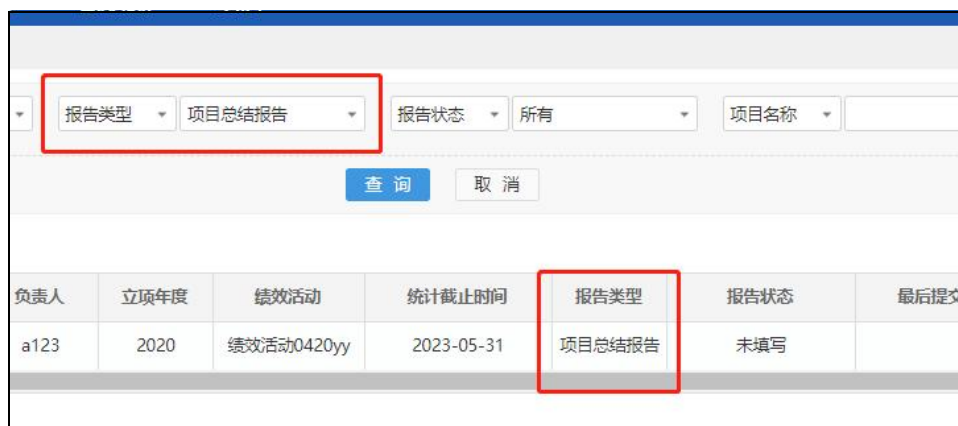 报告类型 项目总结报告 报告状态 所有 项目名称
查 询 取 消
负责人 立项年度 绩效活动 统计截止时间 报告类型 报告状态 最后提交
a123 2020 绩效活动0420yy 2023-05-31 项目总结报告 未填写